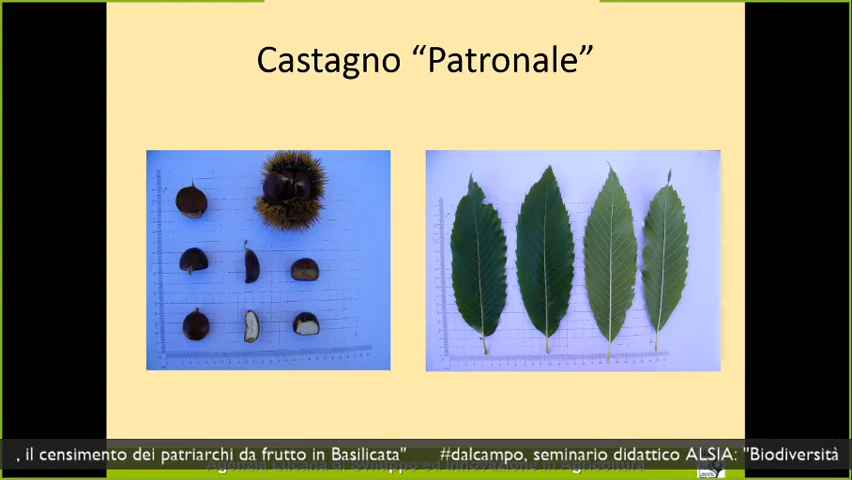 Castagno “Patronale”
, il censimento dei patriarchi da frutto in Basilicata" #dalcampo, seminario didattico ALSIA: "Biodiversità
Agenzia Lucana di Sviluppo ed Innovazione in Agricoltura